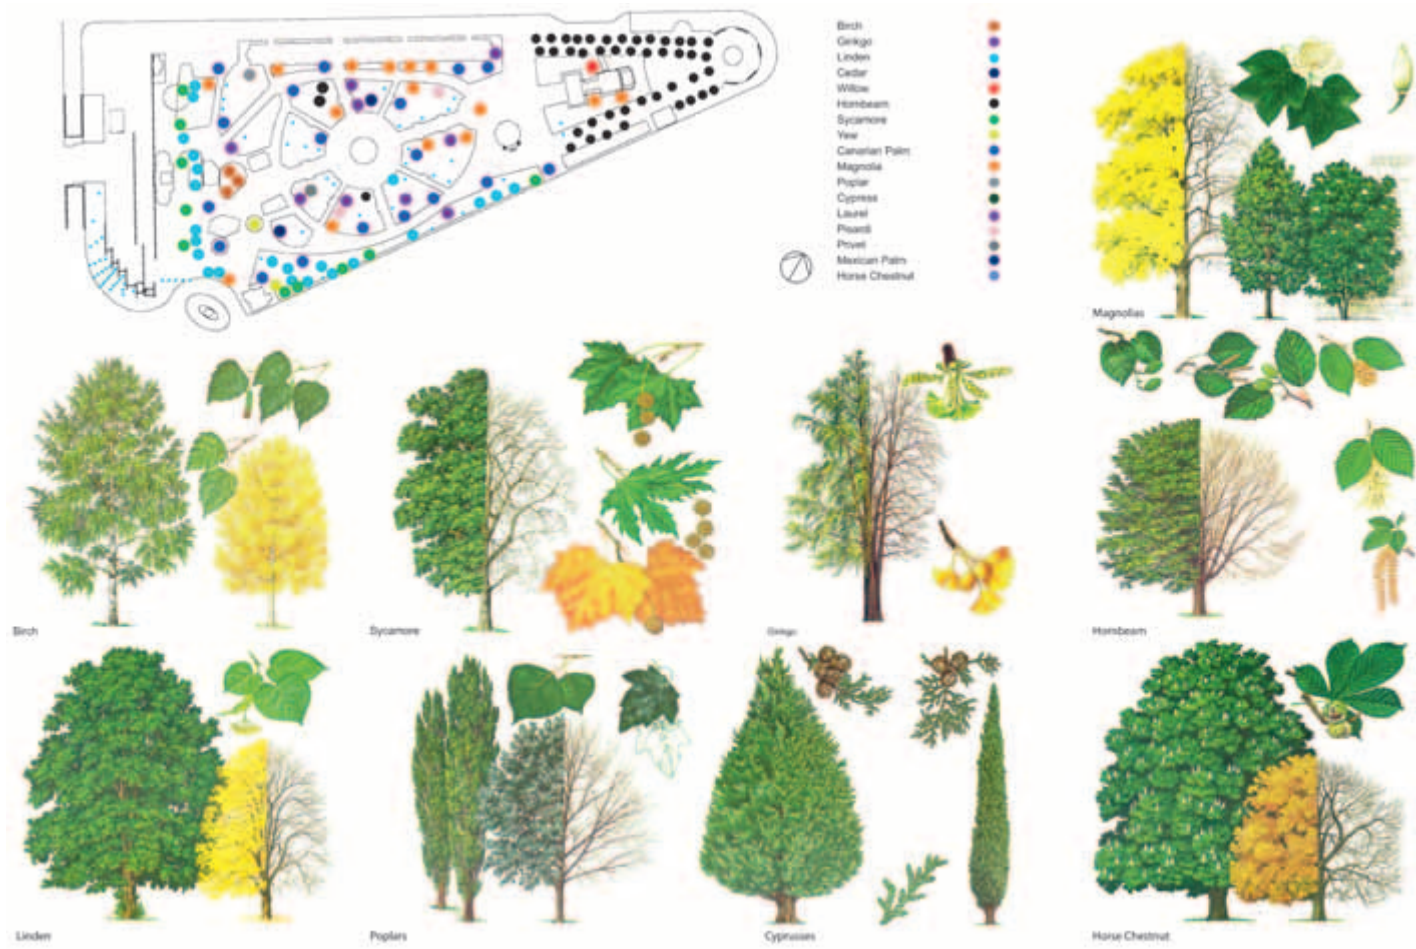 Birch
Ginkgo
Linden
Cedar
Willow
Hornbeam
Sycamore
Yew
Canarian Palm
Magnolia
Poplar
Cypress
Laurel
Pisardi
Privet
Mexican Palm
Horse Chestnut
Magnolias
Birch
Sycamore
Ginkgo
Hornbeam
Linden
Poplars
Cyprusses
Horse Chestnut